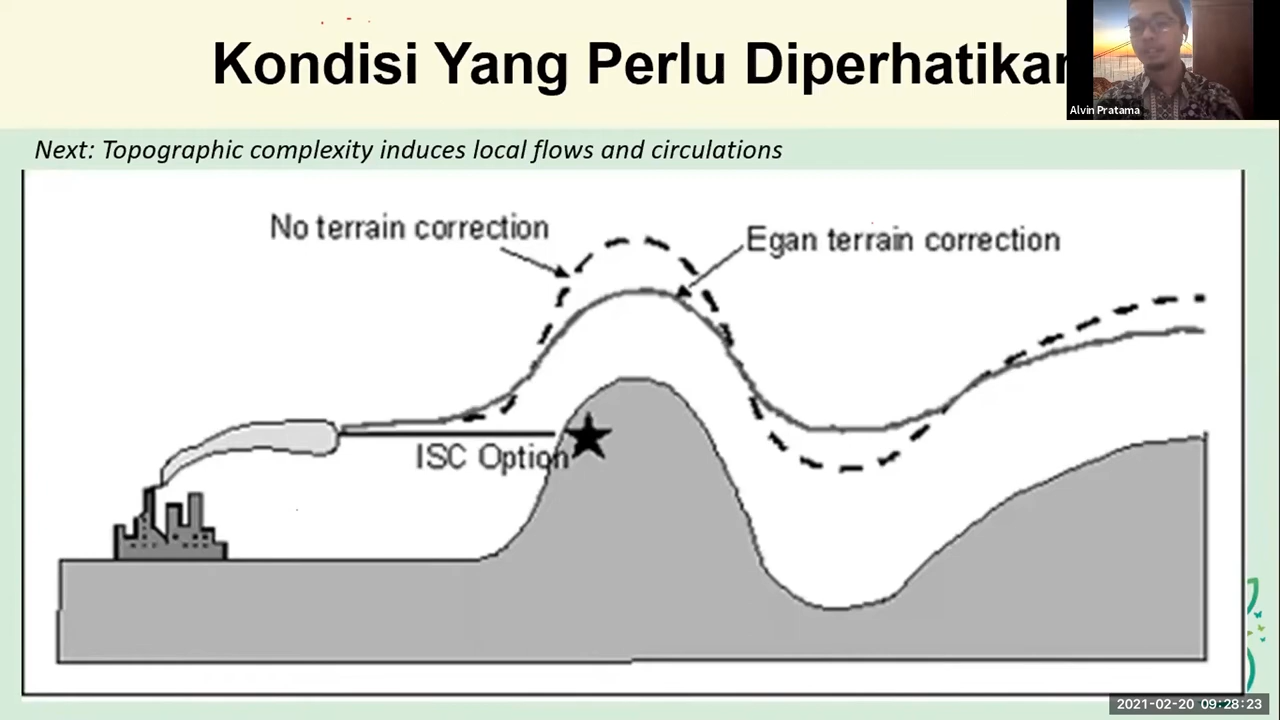 Kondisi Yang Perlu Diperhatikan
Alvin Pratama
Next: Topographic complexity induces local flows and circulations
No terrain correction
Egan terrain correction
ISC Option
2021-02-20 09:28:23